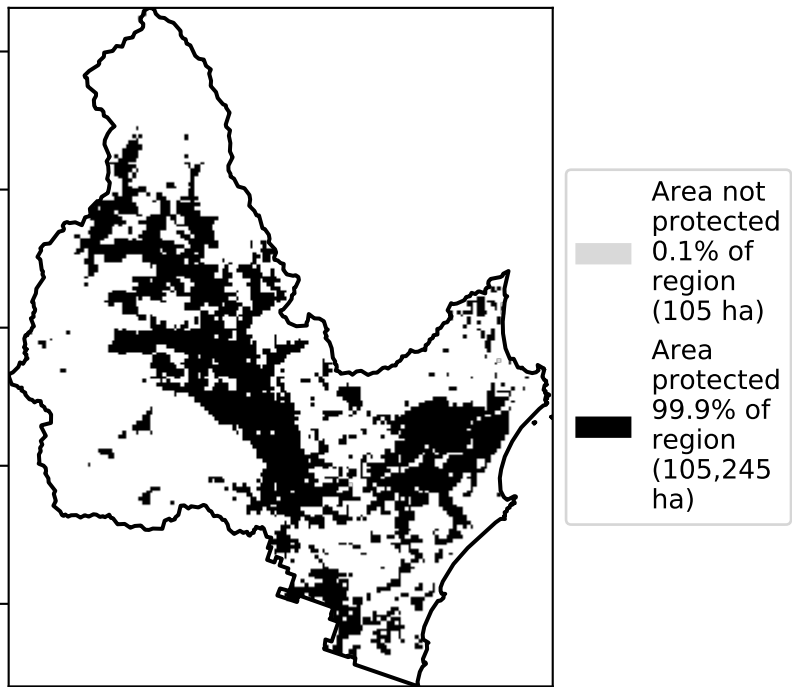 Area not
protected
0.1% of
region
(105 ha)
Area
protected
99.9% of
region
(105,245
ha)